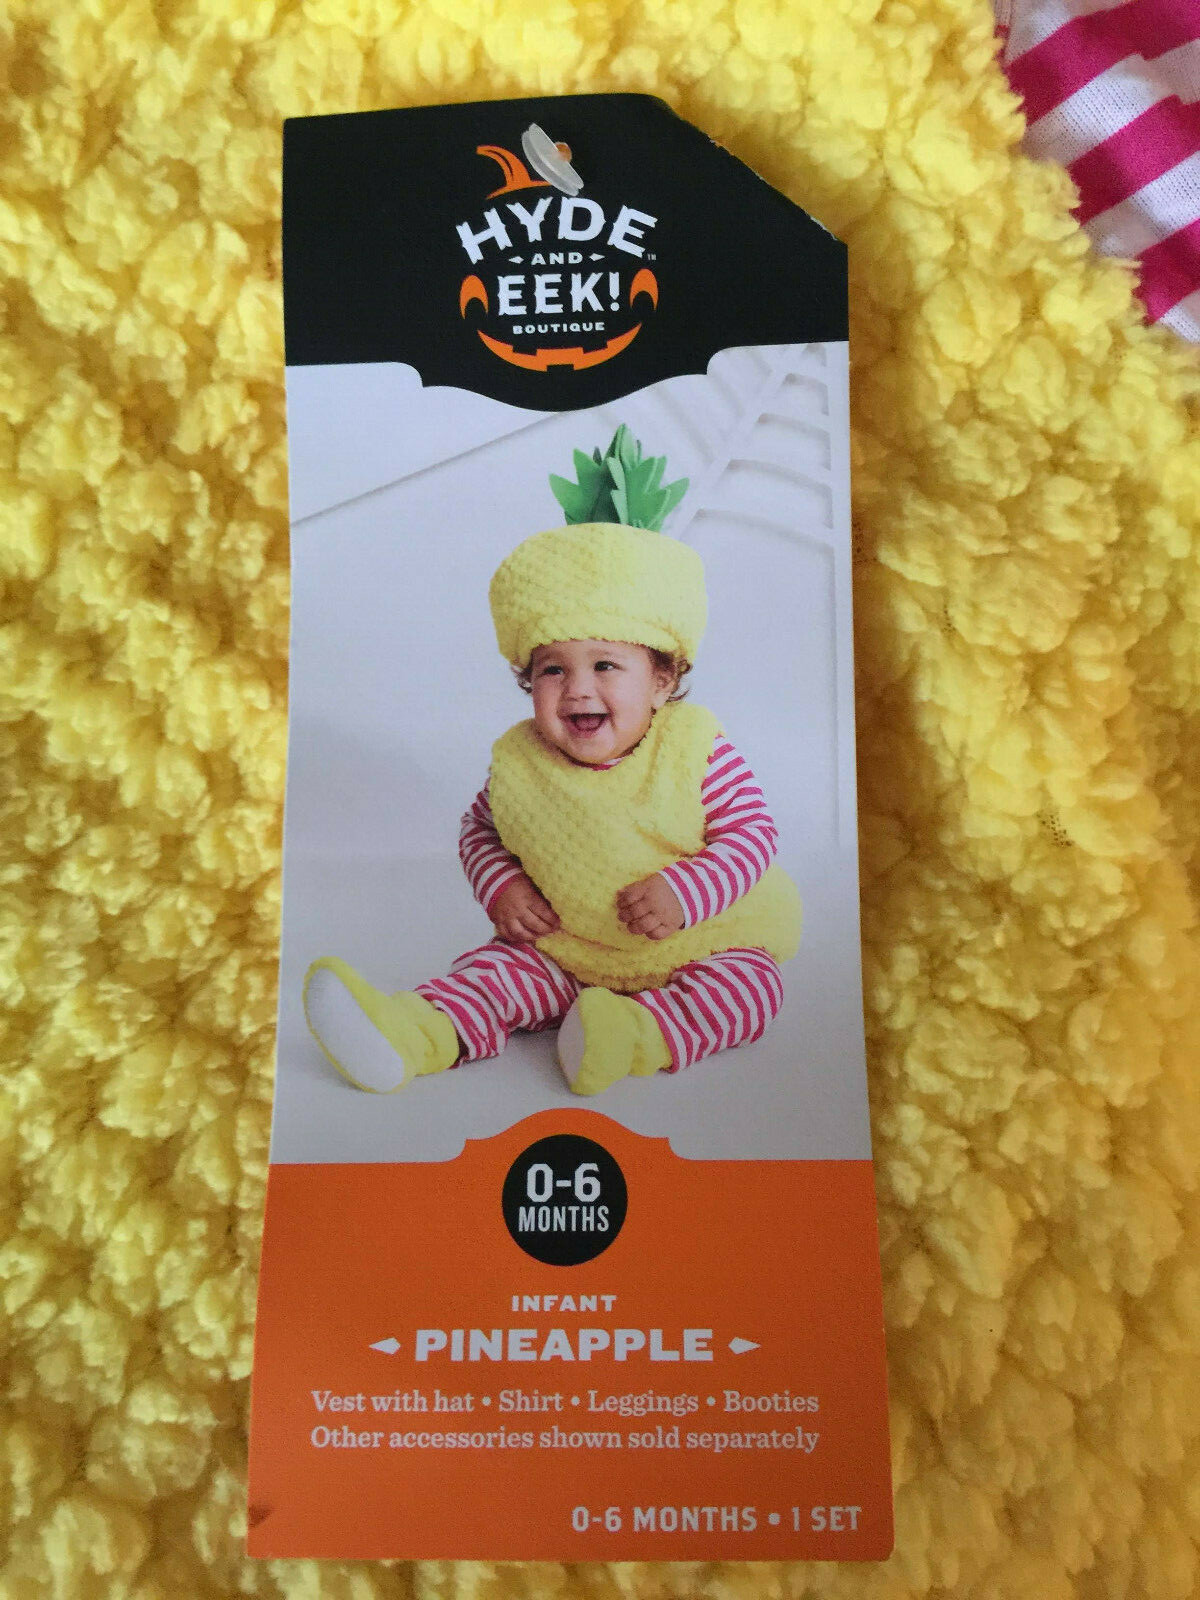 HYDE
AND
EEK!
™
BOUTIQUE
0-6
MONTHS
INFANT
PINEAPPLE
Vest with hat • Shirt • Leggings • Booties
Other accessories shown sold separately
0-6 MONTHS • 1 SET